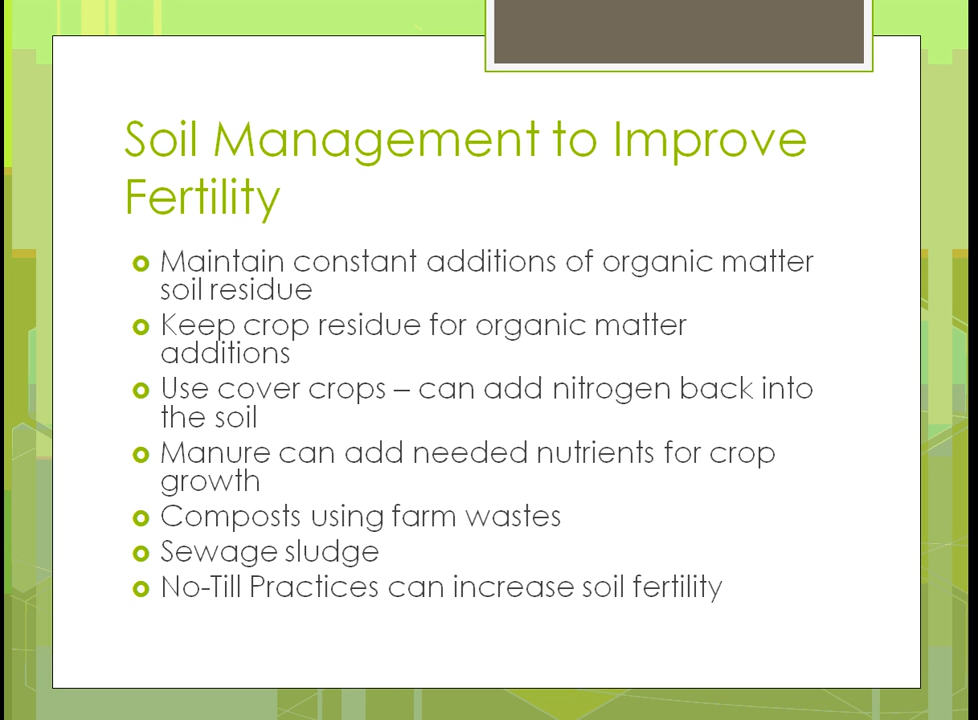 Soil Management to Improve
Fertility
Maintain constant additions of organic matter
soil residue
Keep crop residue for organic matter
additions
Use cover crops – can add nitrogen back into
the soil
Manure can add needed nutrients for crop
growth
Composts using farm wastes
Sewage sludge
No-Till Practices can increase soil fertility